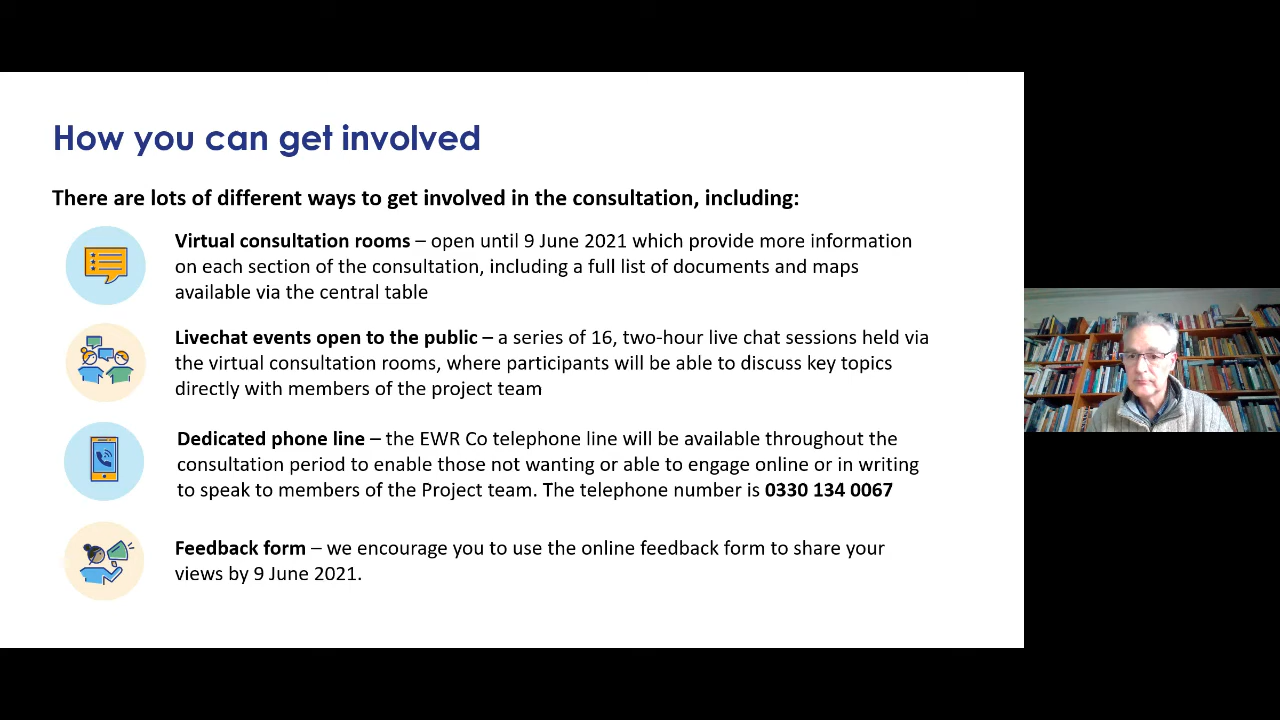 How you can get involved
There are lots of different ways to get involved in the consultation, including:
Virtual consultation rooms – open until 9 June 2021 which provide more information
on each section of the consultation, including a full list of documents and maps
available via the central table
Livechat events open to the public – a series of 16, two-hour live chat sessions held via
the virtual consultation rooms, where participants will be able to discuss key topics
directly with members of the project team
Dedicated phone line – the EWR Co telephone line will be available throughout the
consultation period to enable those not wanting or able to engage online or in writing
to speak to members of the Project team. The telephone number is 0330 134 0067
Feedback form – we encourage you to use the online feedback form to share your
views by 9 June 2021.